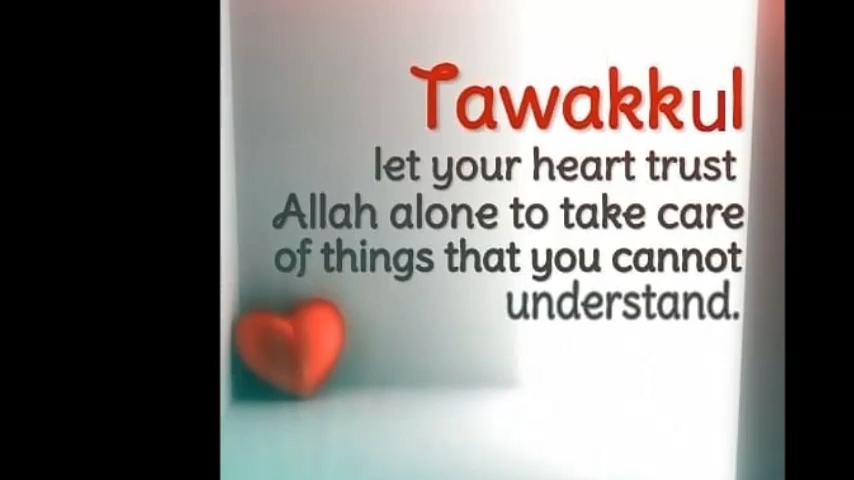 Tawakkul
let your heart trust
Allah alone to take care
of things that you cannot
understand.